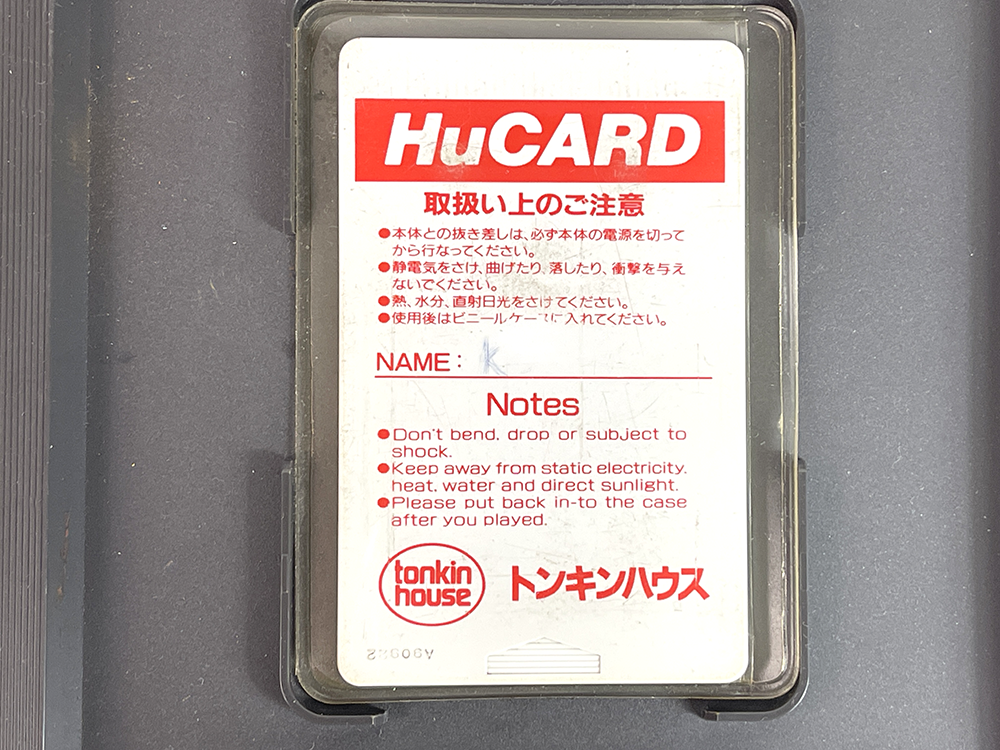 HuCARD
取扱い上のご注意
●本体との抜き差しは、必ず本体の電源を切って
から行なってください。
●静電気をさけ、曲げたり、落したり、衝撃を与え
ないでください。
●熱、水分、直射日光をさけてください。
●使用後はビニールケースに入れてください。
NAME: K
Notes
●Don't bend, drop or subject to
shock.
●Keep away from static electricity,
heat, water and direct sunlight.
●Please put back in-to the case
after you played.
tonkin
house
トンキンハウス